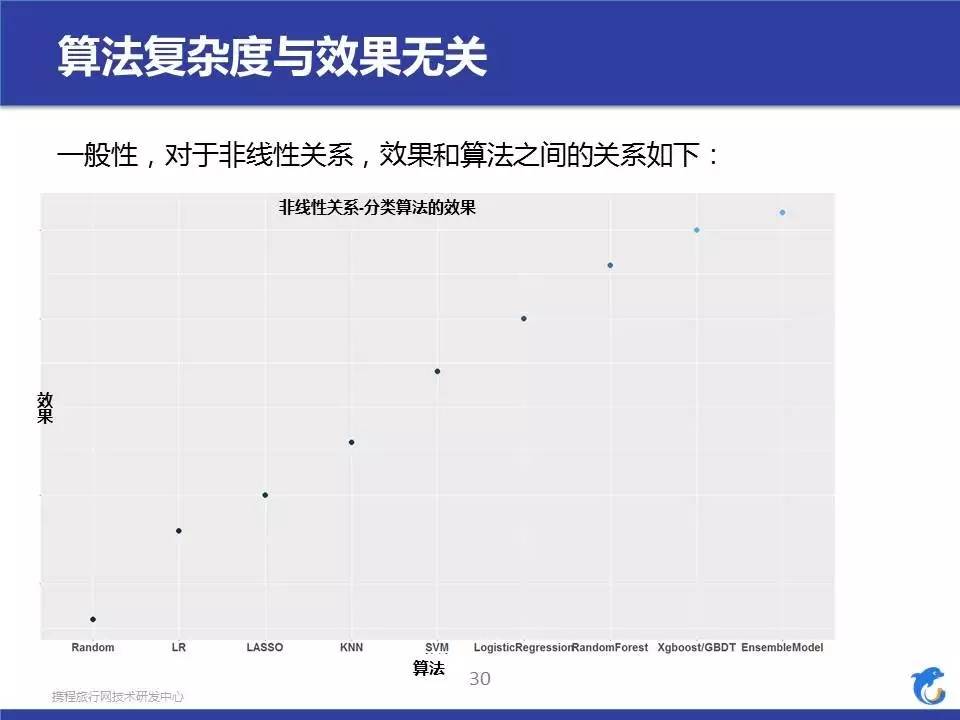 算法复杂度与效果无关
一般性，对于非线性关系，效果和算法之间的关系如下：
非线性关系-分类算法的效果
效果
Random LR LASSO KNN SVM LogisticRegression RandomForest Xgboost/GBDT EnsembleModel
算法
30
携程旅行网技术研发中心